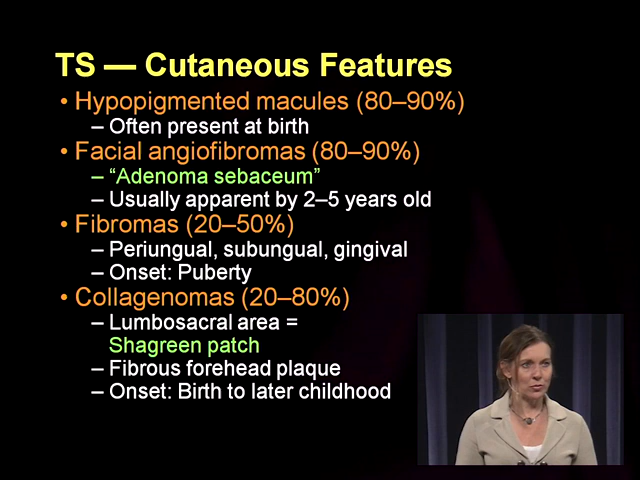 TS — Cutaneous Features
• Hypopigmented macules (80–90%)
– Often present at birth
• Facial angiofibromas (80–90%)
– “Adenoma sebaceum”
– Usually apparent by 2–5 years old
• Fibromas (20–50%)
– Periungual, subungual, gingival
– Onset: Puberty
• Collagenomas (20–80%)
– Lumbosacral area =
Shagreen patch
– Fibrous forehead plaque
– Onset: Birth to later childhood